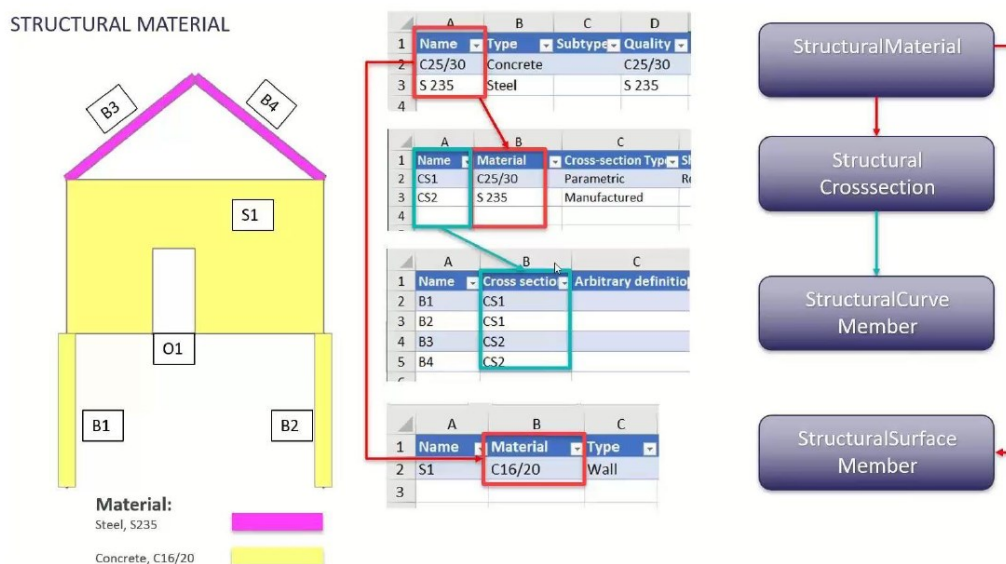 STRUCTURAL MATERIAL
B3
B4
S1
O1
B1
B2
Material:
Steel, S235
Concrete, C16/20
A B C D
1 Name Type Subtype Quality
2 C25/30 Concrete C25/30
3 S 235 Steel S 235
4
A B C
1 Name Material Cross-section Type
2 CS1 C25/30 Parametric
3 CS2 S 235 Manufactured
4
A B C
1 Name Cross sectio Arbitrary definitio
2 B1 CS1
3 B2 CS1
4 B3 CS2
5 B4 CS2
A B C
1 Name Material Type
2 S1 C16/20 Wall
3
StructuralMaterial
Structural
Crosssection
StructuralCurve
Member
StructuralSurface
Member